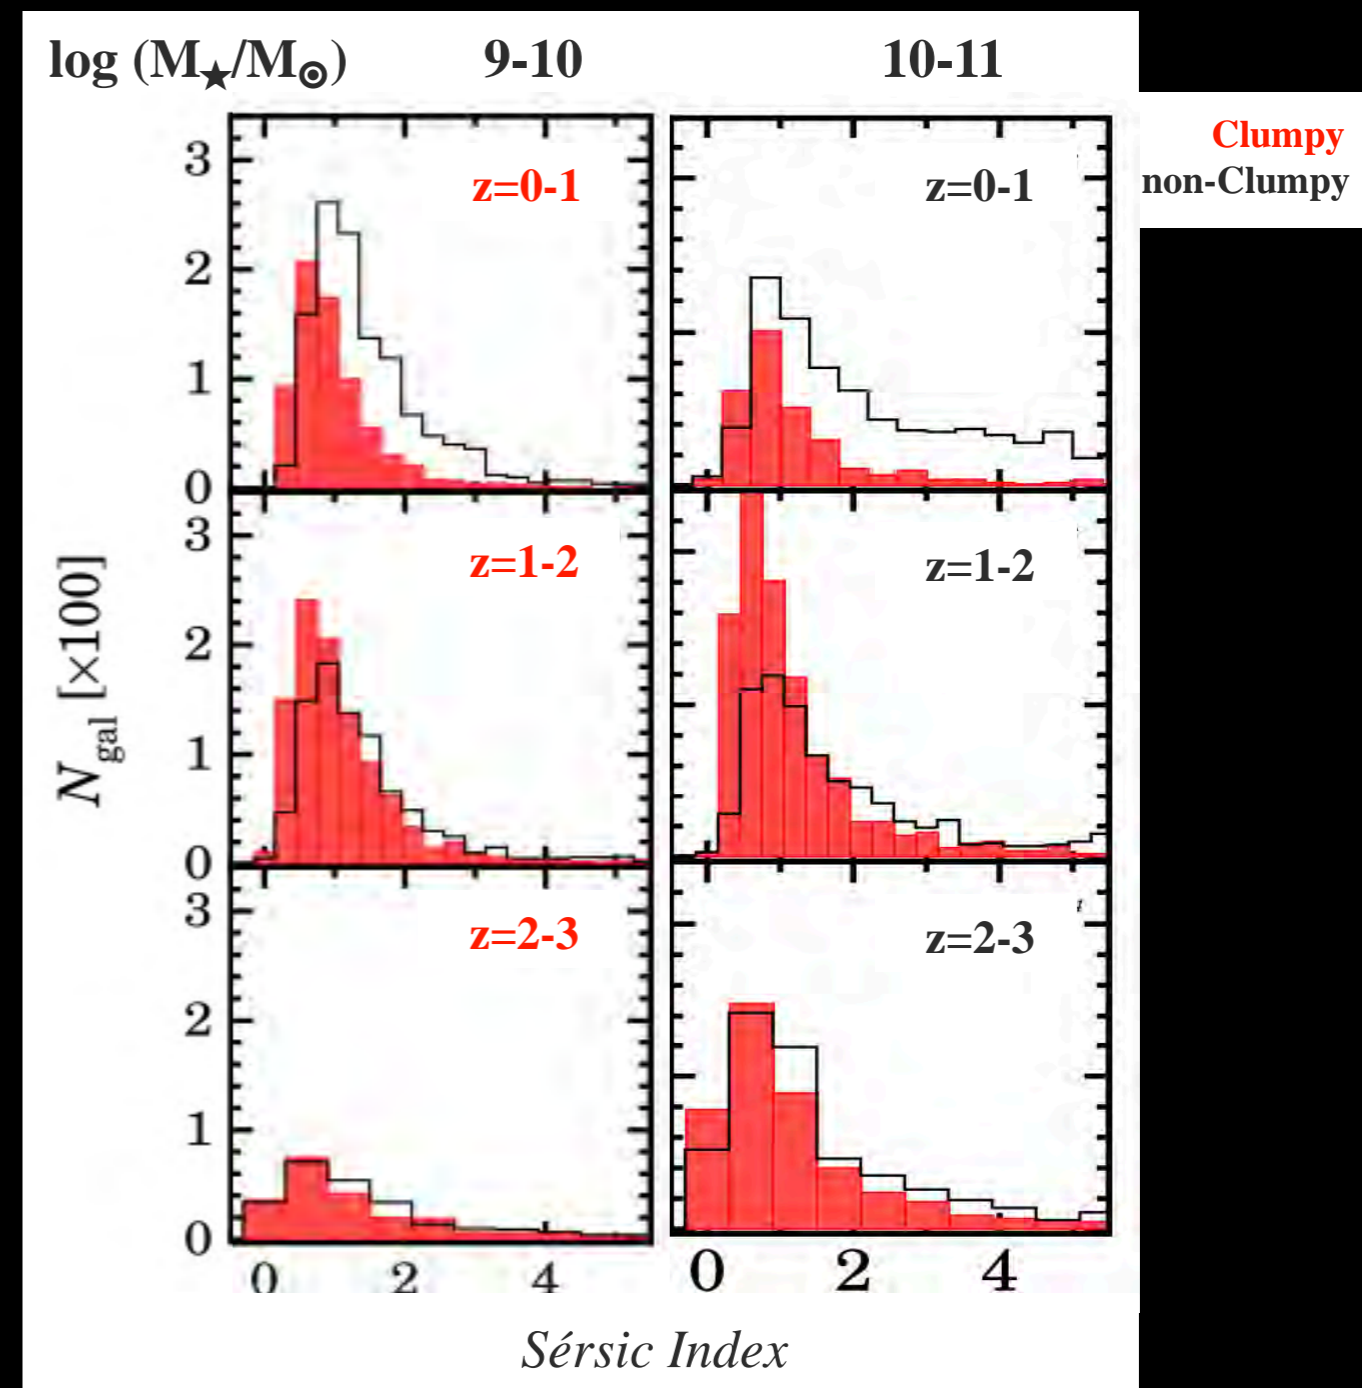 log (M★/M⊙) 9-10 10-11
Clumpy
non-Clumpy
z=0-1 z=0-1
3
2
1
0
z=1-2 z=1-2
3
2
1
0
z=2-3 z=2-3
3
2
1
0
0 2 4 0 2 4
N gal [×100]
Sérsic Index